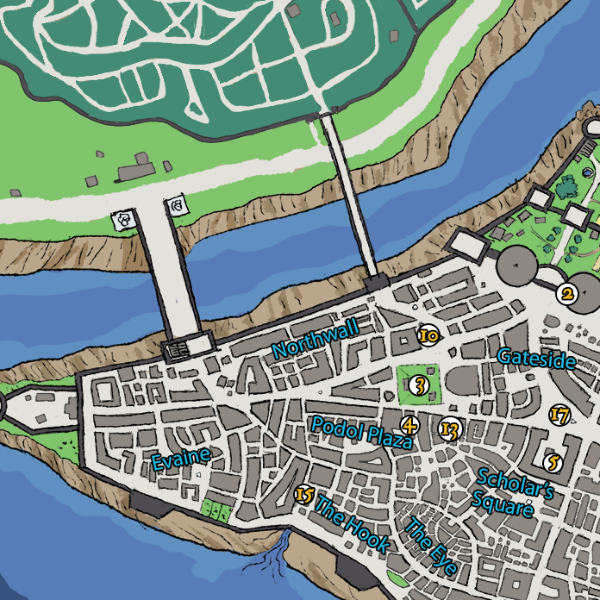 2
Northwall
10
Gateside
3
17
4
13
Podol Plaza
Evaine
5
Scholar's
Square
15
The Hook
The Eye